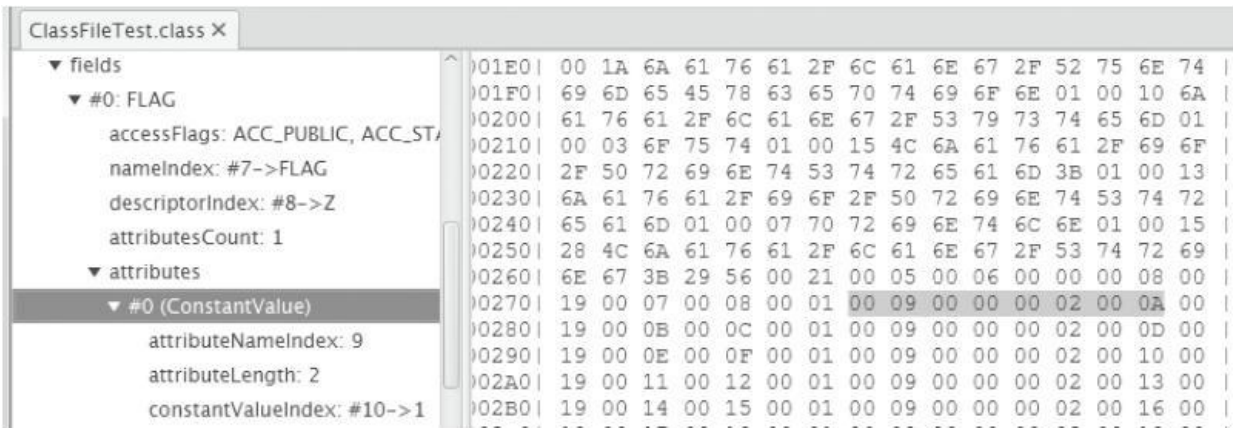 ClassFileTest.class ×
▼ fields
▼ #0: FLAG
accessFlags: ACC_PUBLIC, ACC_STA
nameIndex: #7->FLAG
descriptorIndex: #8->Z
attributesCount: 1
▼ attributes
▼ #0 (ConstantValue)
attributeNameIndex: 9
attributeLength: 2
constantValueIndex: #10->1
001E0| 00 1A 6A 61 76 61 2F 6C 61 6E 67 2F 52 75 6E 74 |
001F0| 69 6D 65 45 78 63 65 70 74 69 6F 6E 01 00 10 6A |
00200| 61 76 61 2F 6C 61 6E 67 2F 53 79 73 74 65 6D 01 |
00210| 00 03 6F 75 74 01 00 15 4C 6A 61 76 61 2F 69 6F |
00220| 2F 50 72 69 6E 74 53 74 72 65 61 6D 3B 01 00 13 |
00230| 6A 61 76 61 2F 69 6F 2F 50 72 69 6E 74 53 74 72 |
00240| 65 61 6D 01 00 07 70 72 69 6E 74 6C 6E 01 00 15 |
00250| 28 4C 6A 61 76 61 2F 6C 61 6E 67 2F 53 74 72 69 |
00260| 6E 67 3B 29 56 00 21 00 05 00 06 00 00 00 08 00 |
00270| 19 00 07 00 08 00 01 00 09 00 00 00 02 00 0A 00 |
00280| 19 00 0B 00 0C 00 01 00 09 00 00 00 02 00 0D 00 |
00290| 19 00 0E 00 0F 00 01 00 09 00 00 00 02 00 10 00 |
002A0| 19 00 11 00 12 00 01 00 09 00 00 00 02 00 13 00 |
002B0| 19 00 14 00 15 00 01 00 09 00 00 00 02 00 16 00 |